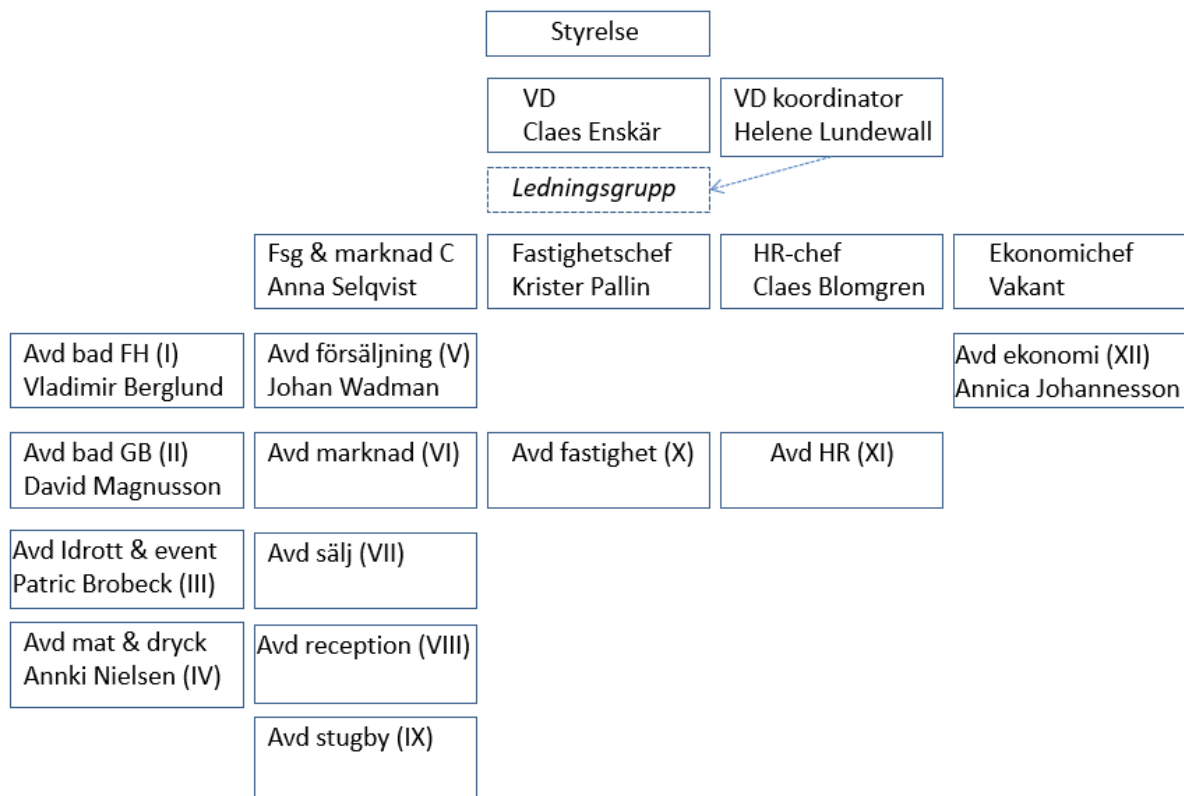 Styrelse
VD
Claes Enskär
VD koordinator
Helene Lundewall
Ledningsgrupp
Fsg & marknad C
Anna Selqvist
Fastighetschef
Krister Pallin
HR-chef
Claes Blomgren
Ekonomichef
Vakant
Avd bad FH (I)
Vladimir Berglund
Avd försäljning (V)
Johan Wadman
Avd ekonomi (XII)
Annica Johannesson
Avd bad GB (II)
David Magnusson
Avd marknad (VI)
Avd fastighet (X)
Avd HR (XI)
Avd Idrott & event
Patric Brobeck (III)
Avd sälj (VII)
Avd mat & dryck
Annki Nielsen (IV)
Avd reception (VIII)
Avd stugby (IX)